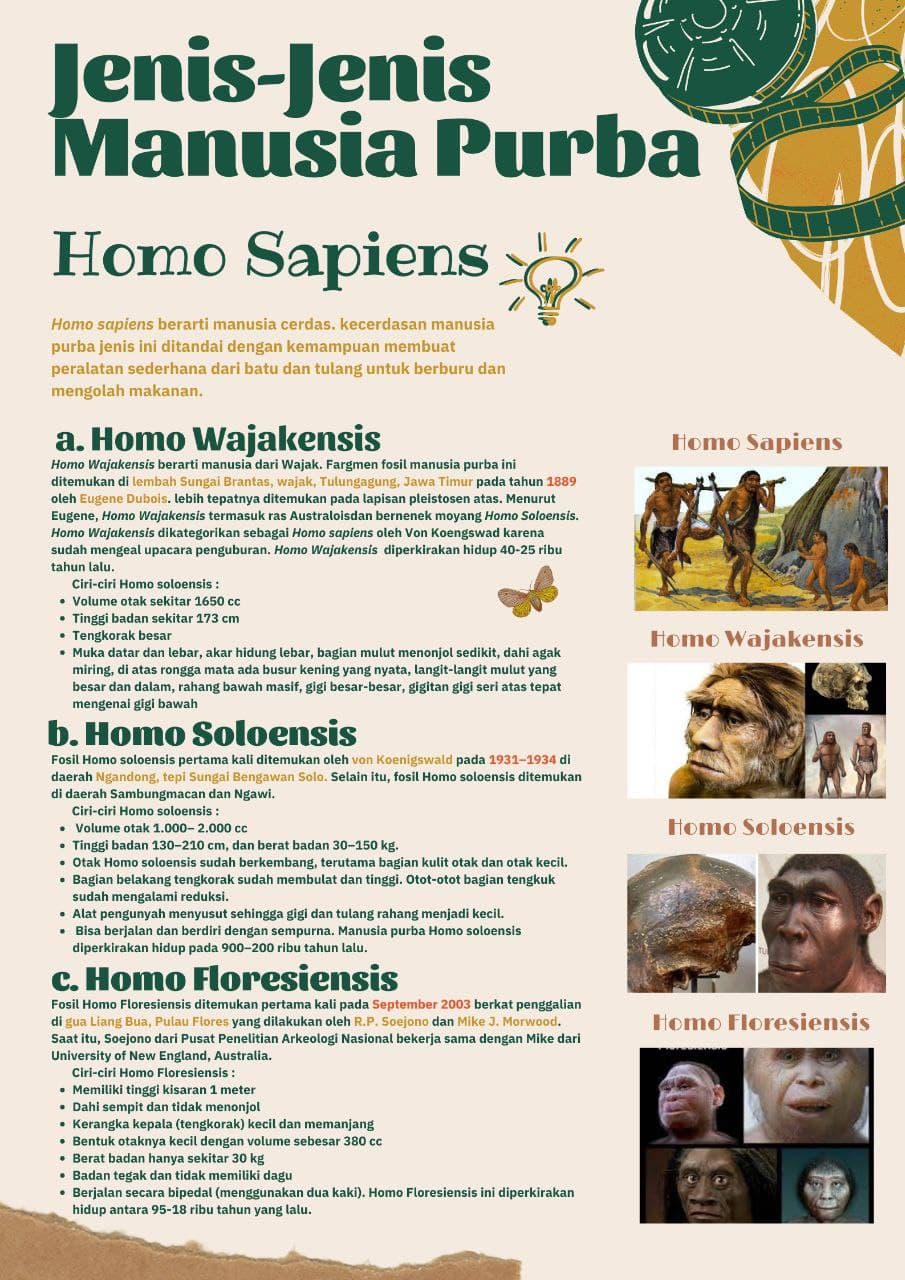 Jenis-Jenis
Manusia Purba
Homo Sapiens
Homo sapiens berarti manusia cerdas. kecerdasan manusia
purba jenis ini ditandai dengan kemampuan membuat
peralatan sederhana dari batu dan tulang untuk berburu dan
mengolah makanan.
a. Homo Wajakensis
Homo Wajakensis berarti manusia dari Wajak. Fargmen fosil manusia purba ini
ditemukan di lembah Sungai Brantas, wajak, Tulungagung, Jawa Timur pada tahun 1889
oleh Eugene Dubois. lebih tepatnya ditemukan pada lapisan pleistosen atas. Menurut
Eugene, Homo Wajakensis termasuk ras Australoisdan bernenek moyang Homo Soloensis.
Homo Wajakensis dikategorikan sebagai Homo sapiens oleh Von Koengswad karena
sudah mengeal upacara penguburan. Homo Wajakensis diperkirakan hidup 40-25 ribu
tahun lalu.
Ciri-ciri Homo soloensis :
• Volume otak sekitar 1650 cc
• Tinggi badan sekitar 173 cm
• Tengkorak besar
• Muka datar dan lebar, akar hidung lebar, bagian mulut menonjol sedikit, dahi agak
miring, di atas rongga mata ada busur kening yang nyata, langit-langit mulut yang
besar dan dalam, rahang bawah masif, gigi besar-besar, gigitan gigi seri atas tepat
mengenai gigi bawah
b. Homo Soloensis
Fosil Homo soloensis pertama kali ditemukan oleh von Koenigswald pada 1931–1934 di
daerah Ngandong, tepi Sungai Bengawan Solo. Selain itu, fosil Homo soloensis ditemukan
di daerah Sambungmacan dan Ngawi.
Ciri-ciri Homo soloensis :
• Volume otak 1.000– 2.000 cc
• Tinggi badan 130–210 cm, dan berat badan 30–150 kg.
• Otak Homo soloensis sudah berkembang, terutama bagian kulit otak dan otak kecil.
• Bagian belakang tengkorak sudah membulat dan tinggi. Otot-otot bagian tengkuk
sudah mengalami reduksi.
• Alat pengunyah menyusut sehingga gigi dan tulang rahang menjadi kecil.
• Bisa berjalan dan berdiri dengan sempurna. Manusia purba Homo soloensis
diperkirakan hidup pada 900–200 ribu tahun lalu.
c. Homo Floresiensis
Fosil Homo Floresiensis ditemukan pertama kali pada September 2003 berkat penggalian
di gua Liang Bua, Pulau Flores yang dilakukan oleh R.P. Soejono dan Mike J. Morwood.
Saat itu, Soejono dari Pusat Penelitian Arkeologi Nasional bekerja sama dengan Mike dari
University of New England, Australia.
Ciri-ciri Homo Floresiensis :
• Memiliki tinggi kisaran 1 meter
• Dahi sempit dan tidak menonjol
• Kerangka kepala (tengkorak) kecil dan memanjang
• Bentuk otaknya kecil dengan volume sebesar 380 cc
• Berat badan hanya sekitar 30 kg
• Badan tegak dan tidak memiliki dagu
• Berjalan secara bipedal (menggunakan dua kaki). Homo Floresiensis ini diperkirakan
hidup antara 95-18 ribu tahun yang lalu.
Homo Sapiens
Homo Wajakensis
Homo Soloensis
Homo Floresiensis